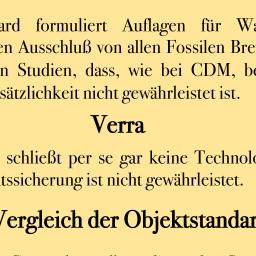 ard formuliert Auflagen für Wa
en Ausschluß von allen Fossilen Bre
n Studien, dass, wie bei CDM, be
sätzlichkeit nicht gewährleistet ist.
Verra
schließt per se gar keine Technolo
tssicherung ist nicht gewährleistet.
Vergleich der Objektstandar